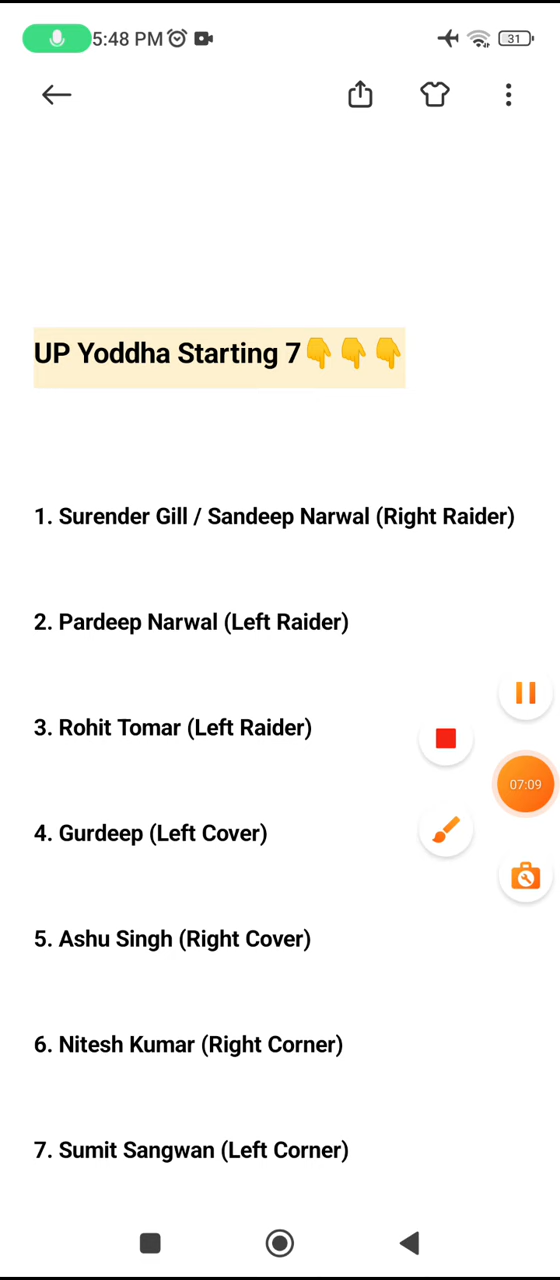 5:48 PM
31
UP Yoddha Starting 7👇👇👇
1. Surender Gill / Sandeep Narwal (Right Raider)
2. Pardeep Narwal (Left Raider)
3. Rohit Tomar (Left Raider)
07:09
4. Gurdeep (Left Cover)
5. Ashu Singh (Right Cover)
6. Nitesh Kumar (Right Corner)
7. Sumit Sangwan (Left Corner)